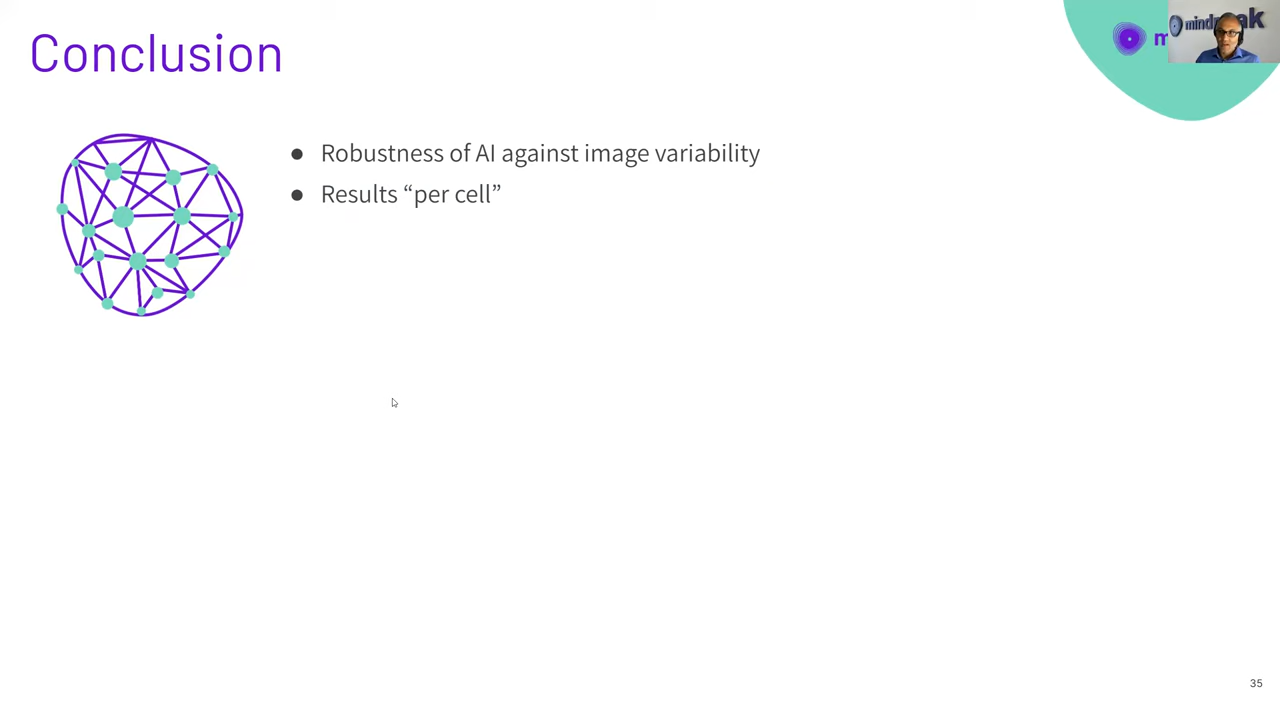 Conclusion
● Robustness of AI against image variability
● Results “per cell”
35